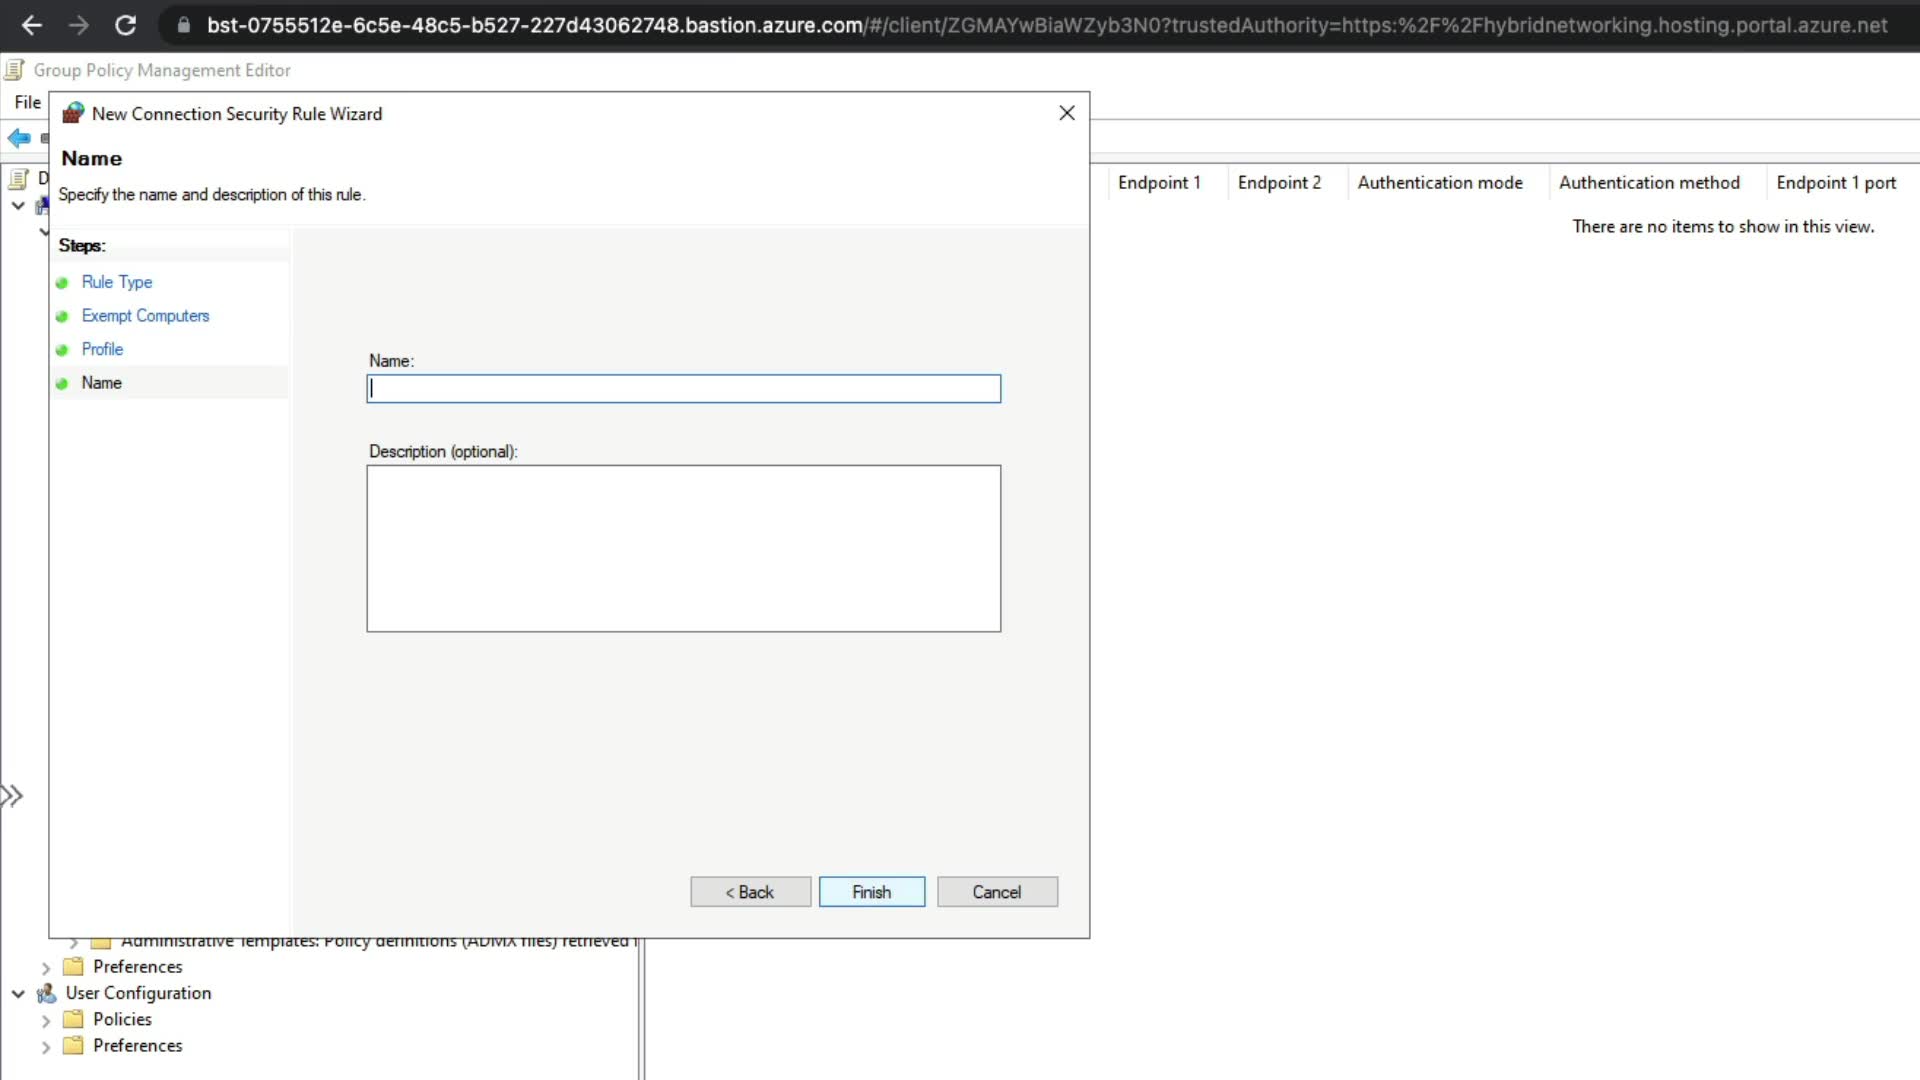 bst-0755512e-6c5e-48c5-b527-227d43062748.bastion.azure.com/#/client/ZGMAYwBiaWZyb3N0?trustedAuthority=https:%2F%2Fhybridnetworking.hosting.portal.azure.net
Group Policy Management Editor
File
New Connection Security Rule Wizard
Name
Specify the name and description of this rule.
D
Endpoint 1 Endpoint 2 Authentication mode Authentication method Endpoint 1 port
There are no items to show in this view.
Steps:
Rule Type
Exempt Computers
Profile
Name
Name:
Description (optional):
< Back Finish Cancel
Administrative Templates: Policy definitions (ADMX files) retrieved f
Preferences
User Configuration
Policies
Preferences